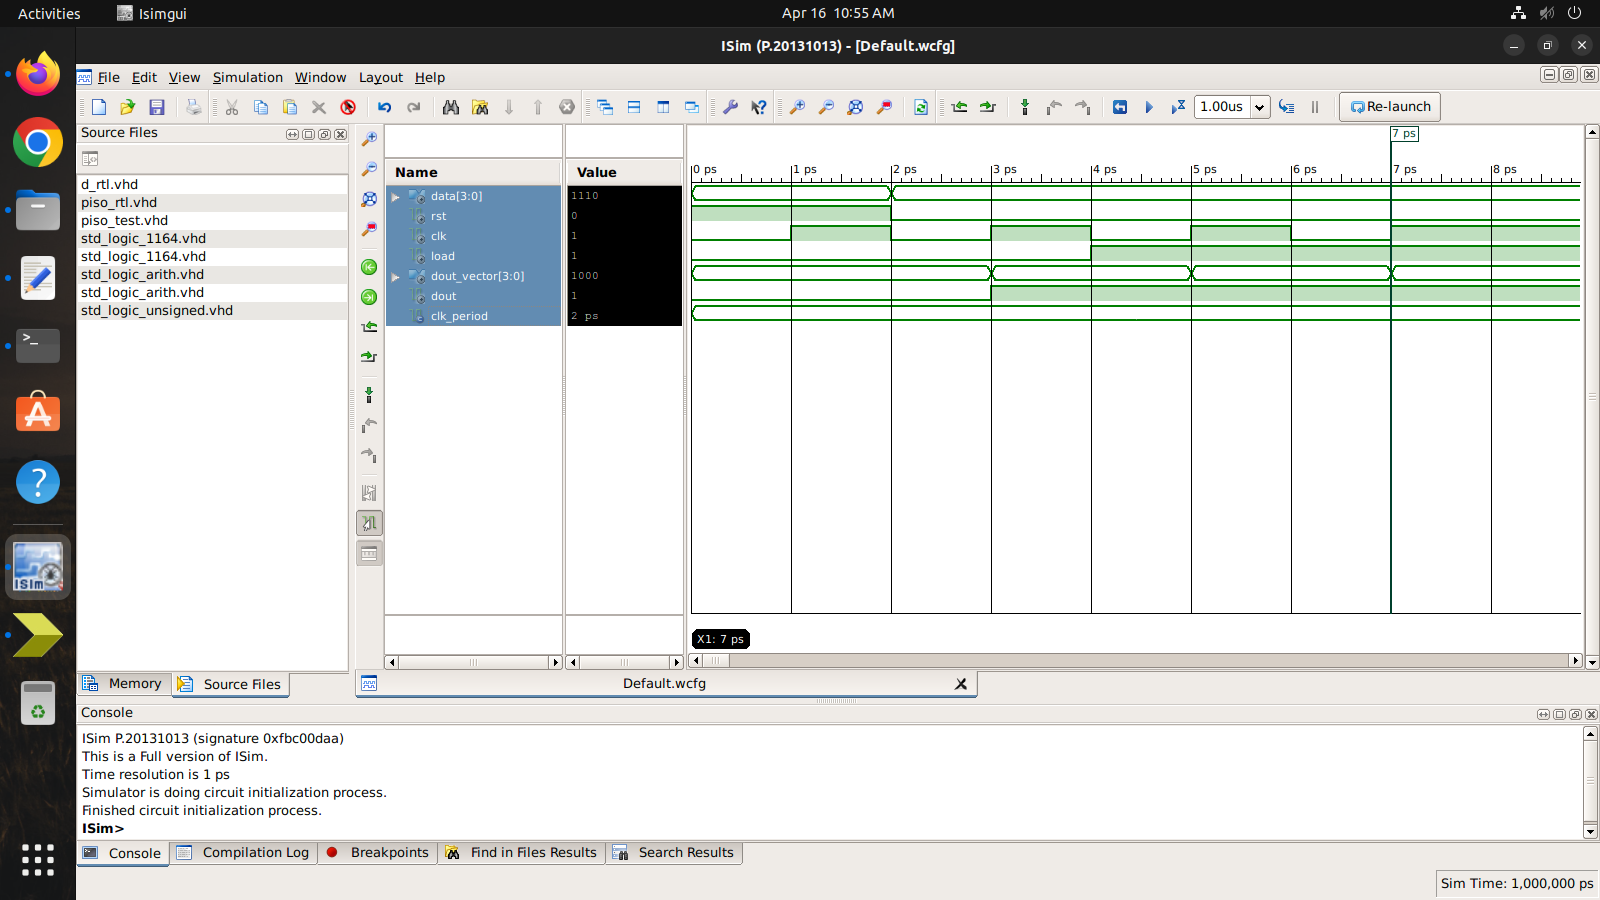 Activities
Isimgui
Apr 16 10:55 AM
ISim (P.20131013) - [Default.wcfg]
File Edit View Simulation Window Layout Help
1.00us
Re-launch
Source Files
d_rtl.vhd
piso_rtl.vhd
piso_test.vhd
std_logic_1164.vhd
std_logic_1164.vhd
std_logic_arith.vhd
std_logic_arith.vhd
std_logic_unsigned.vhd
Memory
Source Files
Name Value
data[3:0] 1110
rst 0
clk 1
load 1
dout_vector[3:0] 1000
dout 1
clk_period 2 ps
7 ps
0 ps 1 ps 2 ps 3 ps 4 ps 5 ps 6 ps 7 ps 8 ps
X1: 7 ps
Default.wcfg
Console
ISim P.20131013 (signature 0xfbc00daa)
This is a Full version of ISim.
Time resolution is 1 ps
Simulator is doing circuit initialization process.
Finished circuit initialization process.
ISim>
Console Compilation Log Breakpoints Find in Files Results Search Results
Sim Time: 1,000,000 ps
ISim